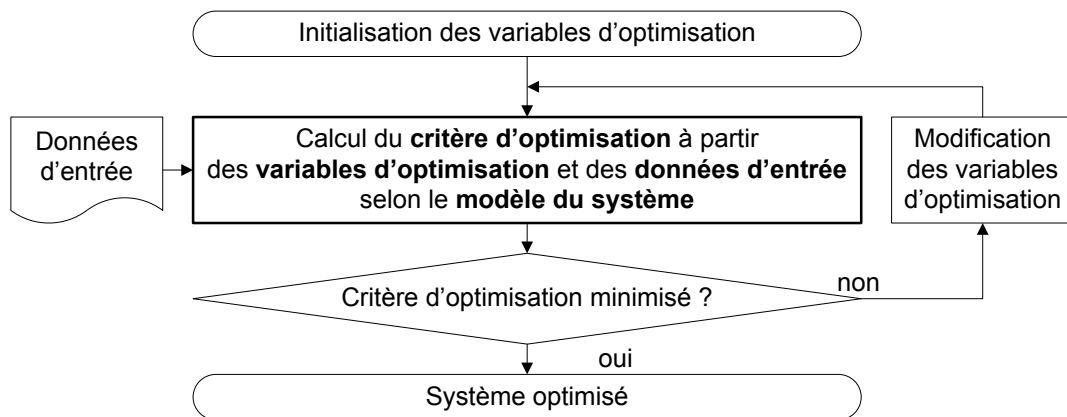 Initialisation des variables d'optimisation
Données
d'entrée
Calcul du critère d'optimisation à partir
des variables d'optimisation et des données d'entrée
selon le modèle du système
Modification
des variables
d'optimisation
Critère d'optimisation minimisé ?
non
oui
Système optimisé